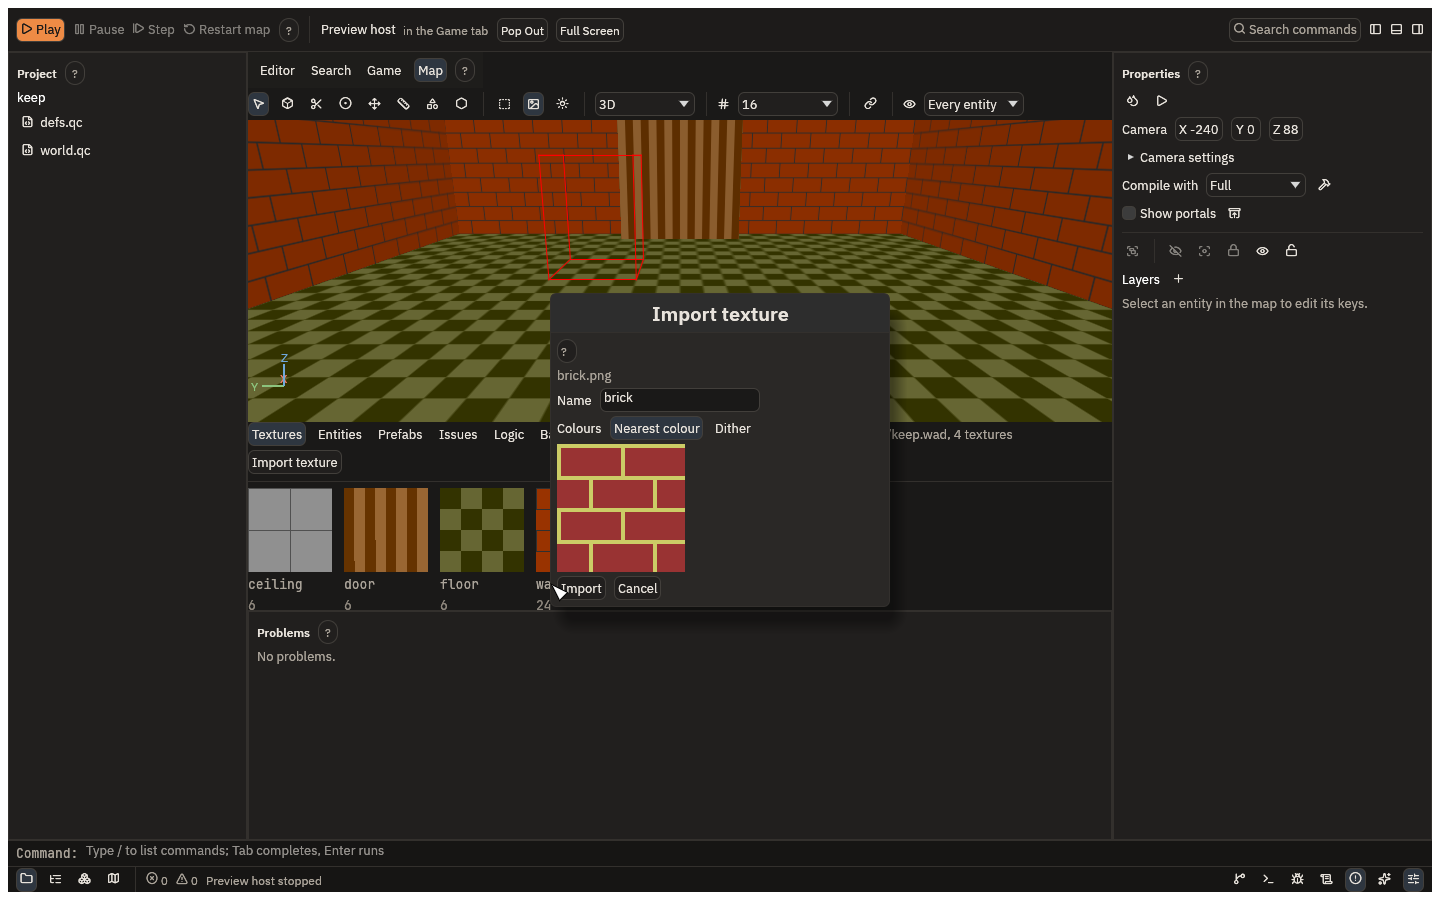 Play Pause Step Restart map ? Preview host in the Game tab Pop Out Full Screen Search commands
Project ?
keep
defs.qc
world.qc
Editor Search Game Map ?
3D # 16 Every entity
Z
Y X
Textures Entities Prefabs Issues Logic /keep.wad, 4 textures
Import texture
ceiling door floor
6 6 6 24
Import texture
?
brick.png
Name brick
Colours Nearest colour Dither
Import Cancel
Problems ?
No problems.
Properties ?
Camera X -240 Y 0 Z 88
Camera settings
Compile with Full
Show portals
Layers +
Select an entity in the map to edit its keys.
Command: Type / to list commands; Tab completes, Enter runs
0 0 Preview host stopped